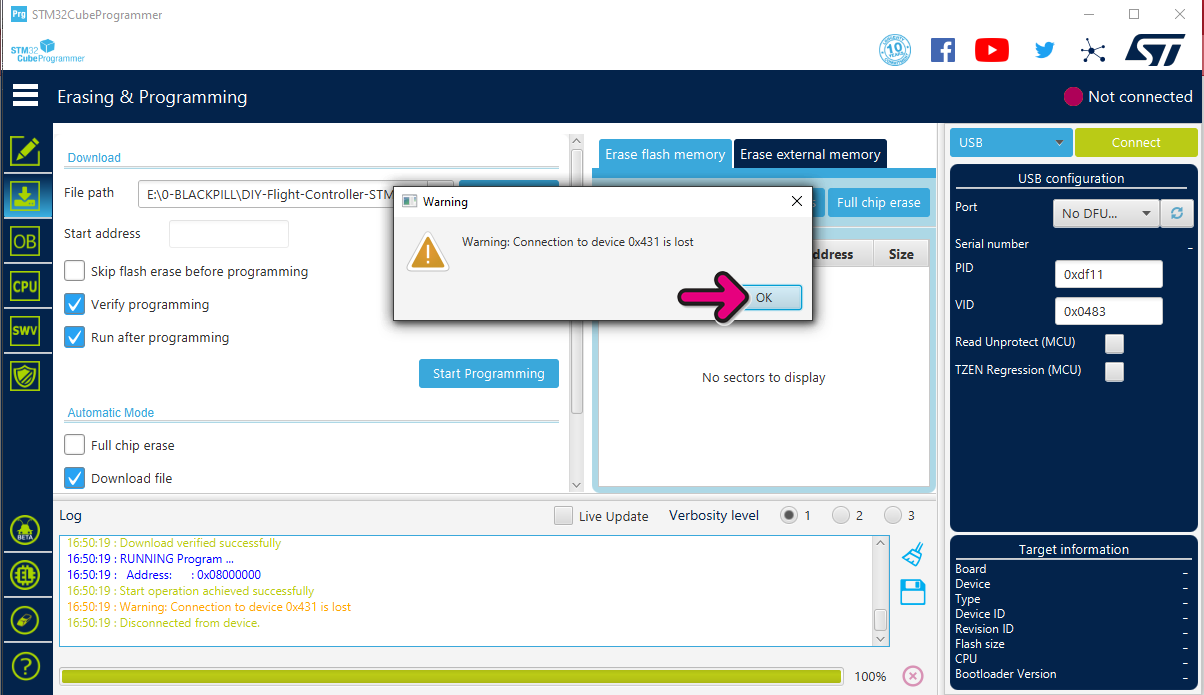 Prg STM32CubeProgrammer
STM32
CubeProgrammer
10
YEARS
ST
Erasing & Programming
Not connected
OB
CPU
SWV
BETA
EL
?
Download
File path
E:\0-BLACKPILL\DIY-Flight-Controller-STM
Start address
Skip flash erase before programming
Verify programming
Run after programming
Start Programming
Automatic Mode
Full chip erase
Download file
Erase flash memory
Erase external memory
Full chip erase
ddress
Size
No sectors to display
Warning
Warning: Connection to device 0x431 is lost
OK
USB
Connect
USB configuration
Port
No DFU...
Serial number
-
PID
0xdf11
VID
0x0483
Read Unprotect (MCU)
TZEN Regression (MCU)
Log
Live Update
Verbosity level
1
2
3
16:50:19 : Download verified successfully
16:50:19 : RUNNING Program ...
16:50:19 :   Address:      : 0x08000000
16:50:19 : Start operation achieved successfully
16:50:19 : Warning: Connection to device 0x431 is lost
16:50:19 : Disconnected from device.
100%
Target information
Board -
Device -
Type -
Device ID -
Revision ID -
Flash size -
CPU -
Bootloader Version -